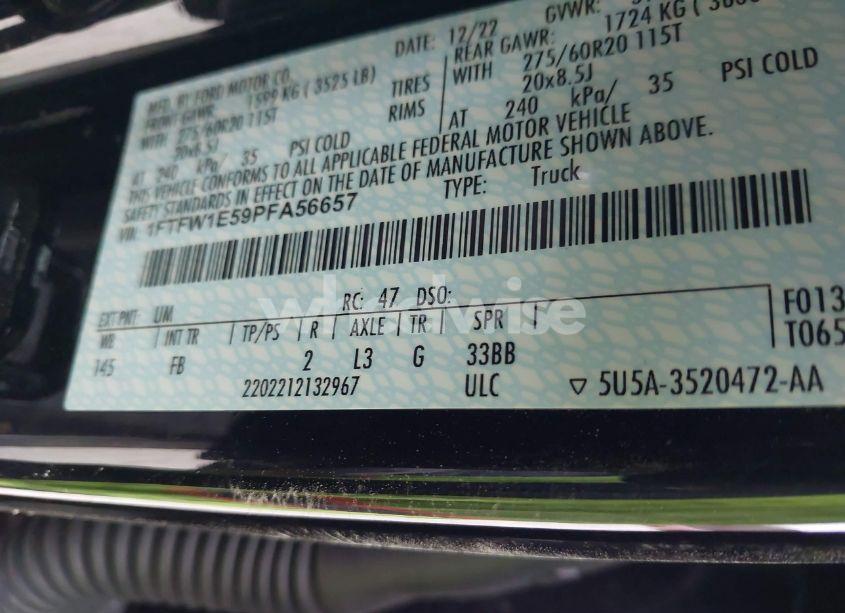 DATE: 12/22 GVWR:
MFD. BY FORD MOTOR CO.
FRONT GAWR: 1599 KG ( 3525 LB) REAR GAWR: 1724 KG (
WITH 275/60R20 115T TIRES WITH 275/60R20 115T
20x8.5J RIMS 20x8.5J
AT 240 kPa/ 35 PSI COLD AT 240 kPa/ 35 PSI COLD
THIS VEHICLE CONFORMS TO ALL APPLICABLE FEDERAL MOTOR VEHICLE
SAFETY STANDARDS IN EFFECT ON THE DATE OF MANUFACTURE SHOWN ABOVE.
VIN: 1FTFW1E59PFA56657 TYPE: Truck
EXT PNT: UM RC: 47 DSO:
WB INT TR TP/PS R AXLE TR SPR
145 FB 2 L3 G 33BB
2202212132967 ULC 5U5A-3520472-AA
F013
T065
wheelwise